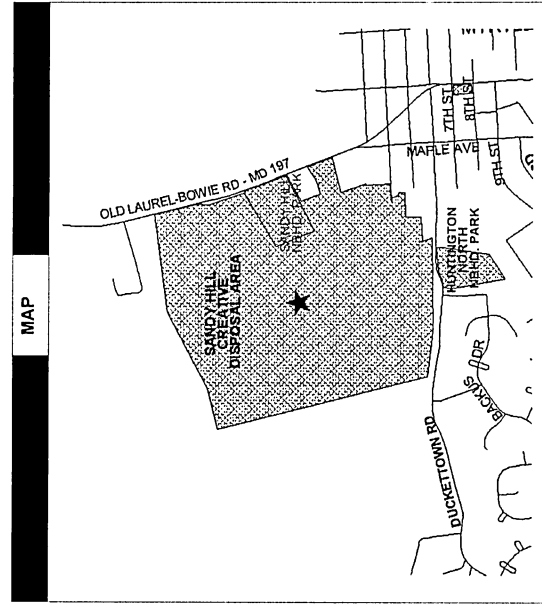 MAP
OLD LAUREL-BOWIE RD - MD 197
SANDY HILL
CREATIVE
DISPOSAL AREA
SANDY HILL
NBHD. PARK
7TH ST
8TH ST
MAPLE AVE
9TH ST
HUNTINGTON
NORTH
NBHD. PARK
BACKUS DR
DUCKETTOWN RD